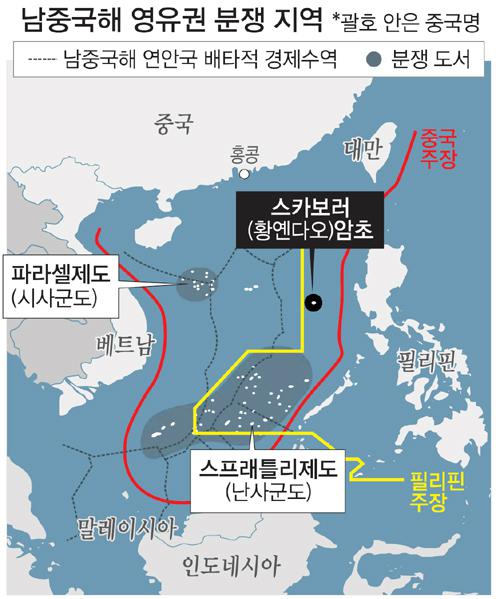 남중국해 영유권 분쟁 지역 *괄호 안은 중국명
남중국해 연안국 배타적 경제수역 분쟁 도서
중국
홍콩
대만
중국
주장
스카보러
(황옌다오)암초
파라셀제도
(시사군도)
베트남
필리핀
스프래틀리제도
(난사군도)
필리핀
주장
말레이시아
인도네시아